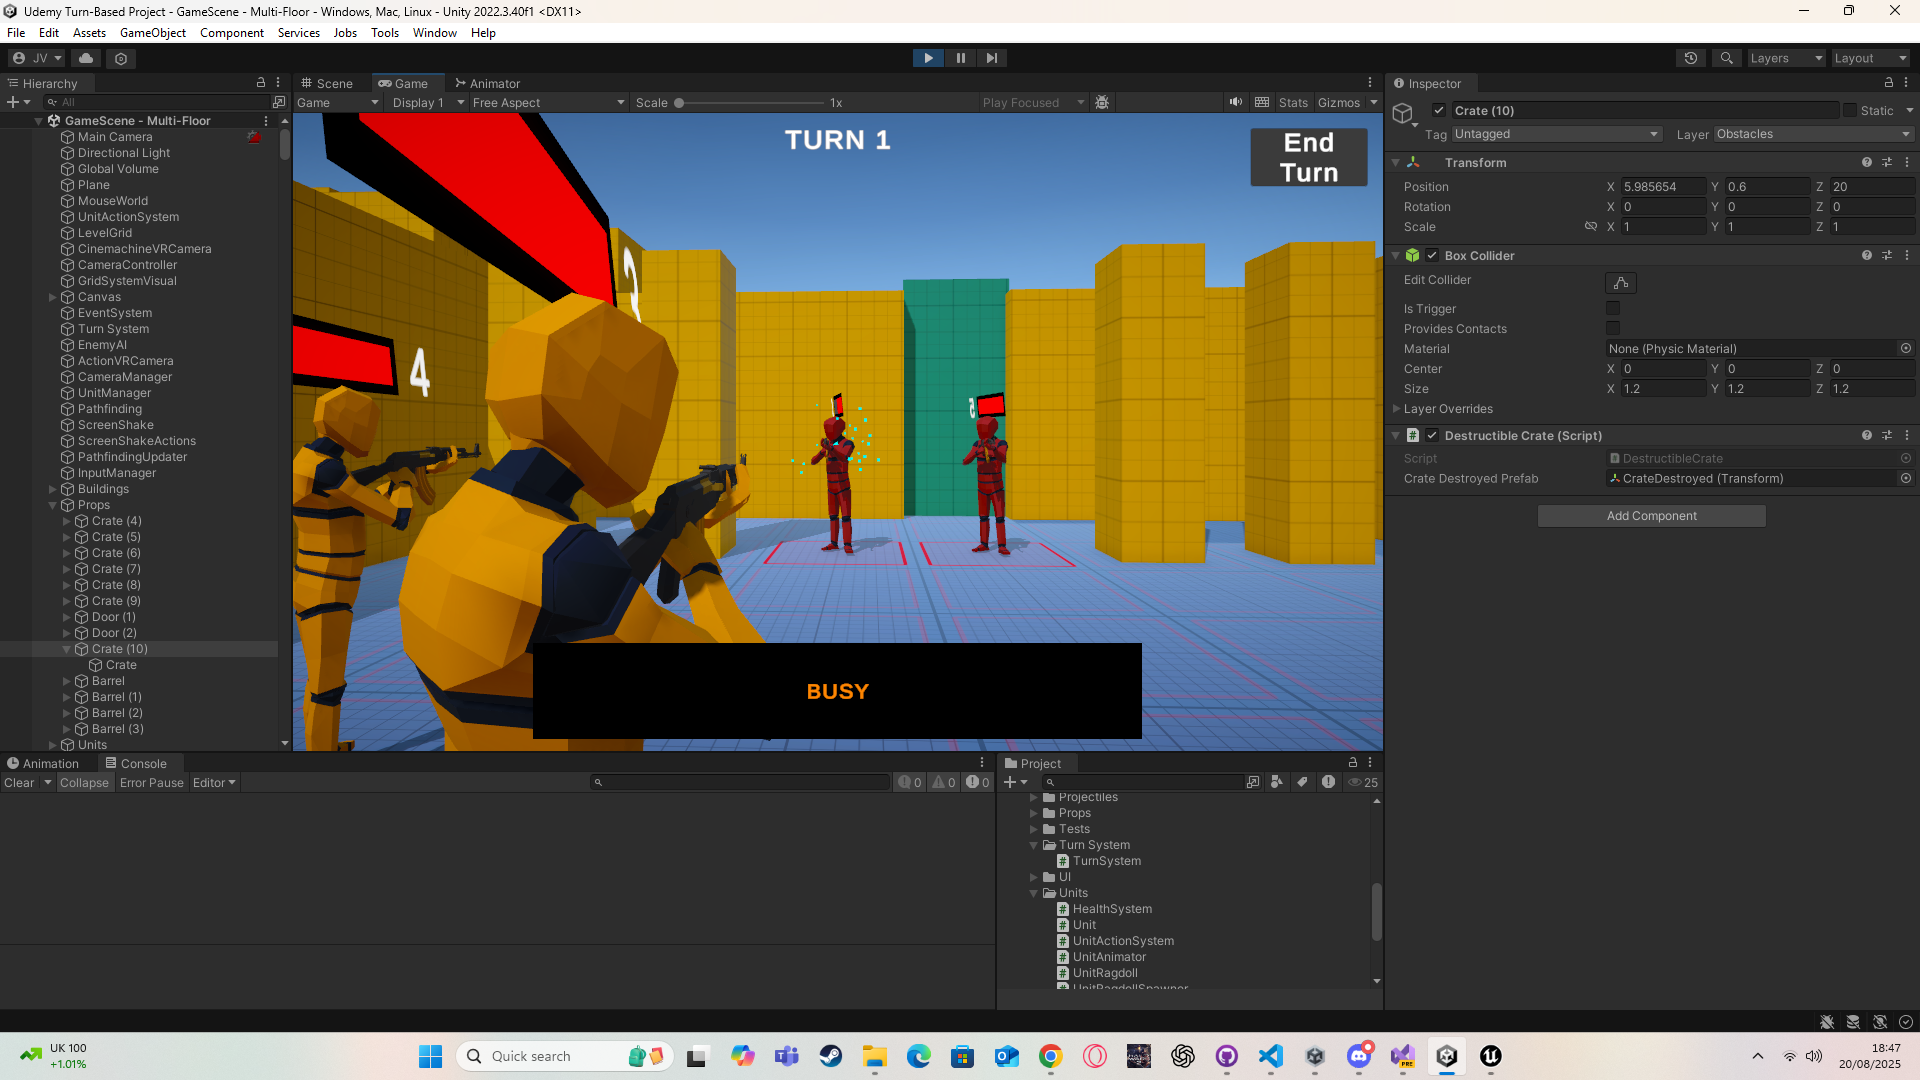 Udemy Turn-Based Project - GameScene - Multi-Floor - Windows, Mac, Linux - Unity 2022.3.40f1 <DX11>
File Edit Assets GameObject Component Services Jobs Tools Window Help
JV
Layers
Layout
Hierarchy
All
GameScene - Multi-Floor
Main Camera
Directional Light
Global Volume
Plane
MouseWorld
UnitActionSystem
LevelGrid
CinemachineVRCamera
CameraController
GridSystemVisual
Canvas
EventSystem
Turn System
EnemyAI
ActionVRCamera
CameraManager
UnitManager
Pathfinding
ScreenShake
ScreenShakeActions
PathfindingUpdater
InputManager
Buildings
Props
Crate (4)
Crate (5)
Crate (6)
Crate (7)
Crate (8)
Crate (9)
Door (1)
Door (2)
Crate (10)
Crate
Barrel
Barrel (1)
Barrel (2)
Barrel (3)
Units
Scene Game Animator
Game Display 1 Free Aspect Scale 1x Play Focused Stats Gizmos
TURN 1
End
Turn
4
BUSY
Inspector
Crate (10) Static
Tag Untagged Layer Obstacles
Transform
Position X 5.985654 Y 0.6 Z 20
Rotation X 0 Y 0 Z 0
Scale X 1 Y 1 Z 1
Box Collider
Edit Collider
Is Trigger
Provides Contacts
Material None (Physic Material)
Center X 0 Y 0 Z 0
Size X 1.2 Y 1.2 Z 1.2
Layer Overrides
Destructible Crate (Script)
Script DestructibleCrate
Crate Destroyed Prefab CrateDestroyed (Transform)
Add Component
Animation Console
Clear Collapse Error Pause Editor 0 0 0
Project
25
Projectiles
Props
Tests
Turn System
TurnSystem
UI
Units
HealthSystem
Unit
UnitActionSystem
UnitAnimator
UnitRagdoll
UnitRagdollSpawner
UK 100
+1.01%
Quick search
PRE
18:47
20/08/2025